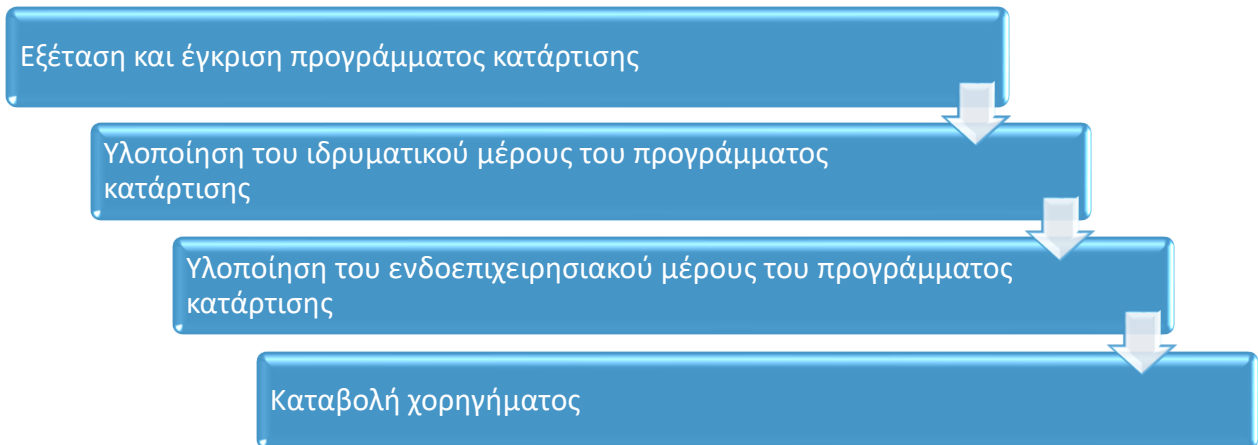 Εξέταση και έγκριση προγράμματος κατάρτισης
Υλοποίηση του ιδρυματικού μέρους του προγράμματος
κατάρτισης
Υλοποίηση του ενδοεπιχειρησιακού μέρους του προγράμματος
κατάρτισης
Καταβολή χορηγήματος